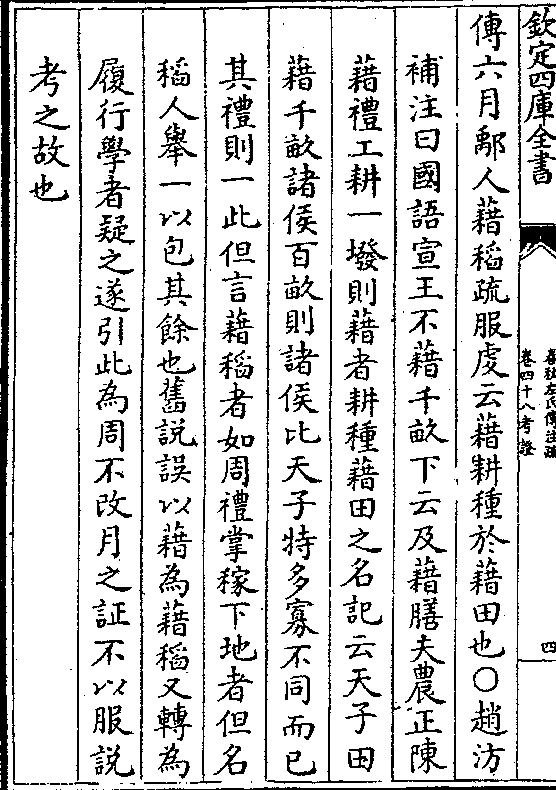 欽定四庫全書
春秋左氏傳注疏
卷四十八考證
四
傳六月鄅人藉稻疏服虔云藉耕種於藉田也○趙汸
補注曰國語宣王不藉千畝下云及藉膳夫農正陳
藉禮工耕一墢則藉者耕種藉田之名記云天子田
藉千畝諸侯百畝則諸侯比天子特多寡不同而已
其禮則一此但言藉稻者如周禮掌稼下地者但名
稻人舉一以包其餘也舊說誤以藉為藉稻又轉為
履行學者疑之遂引此為周不改月之証不以服說
考之故也